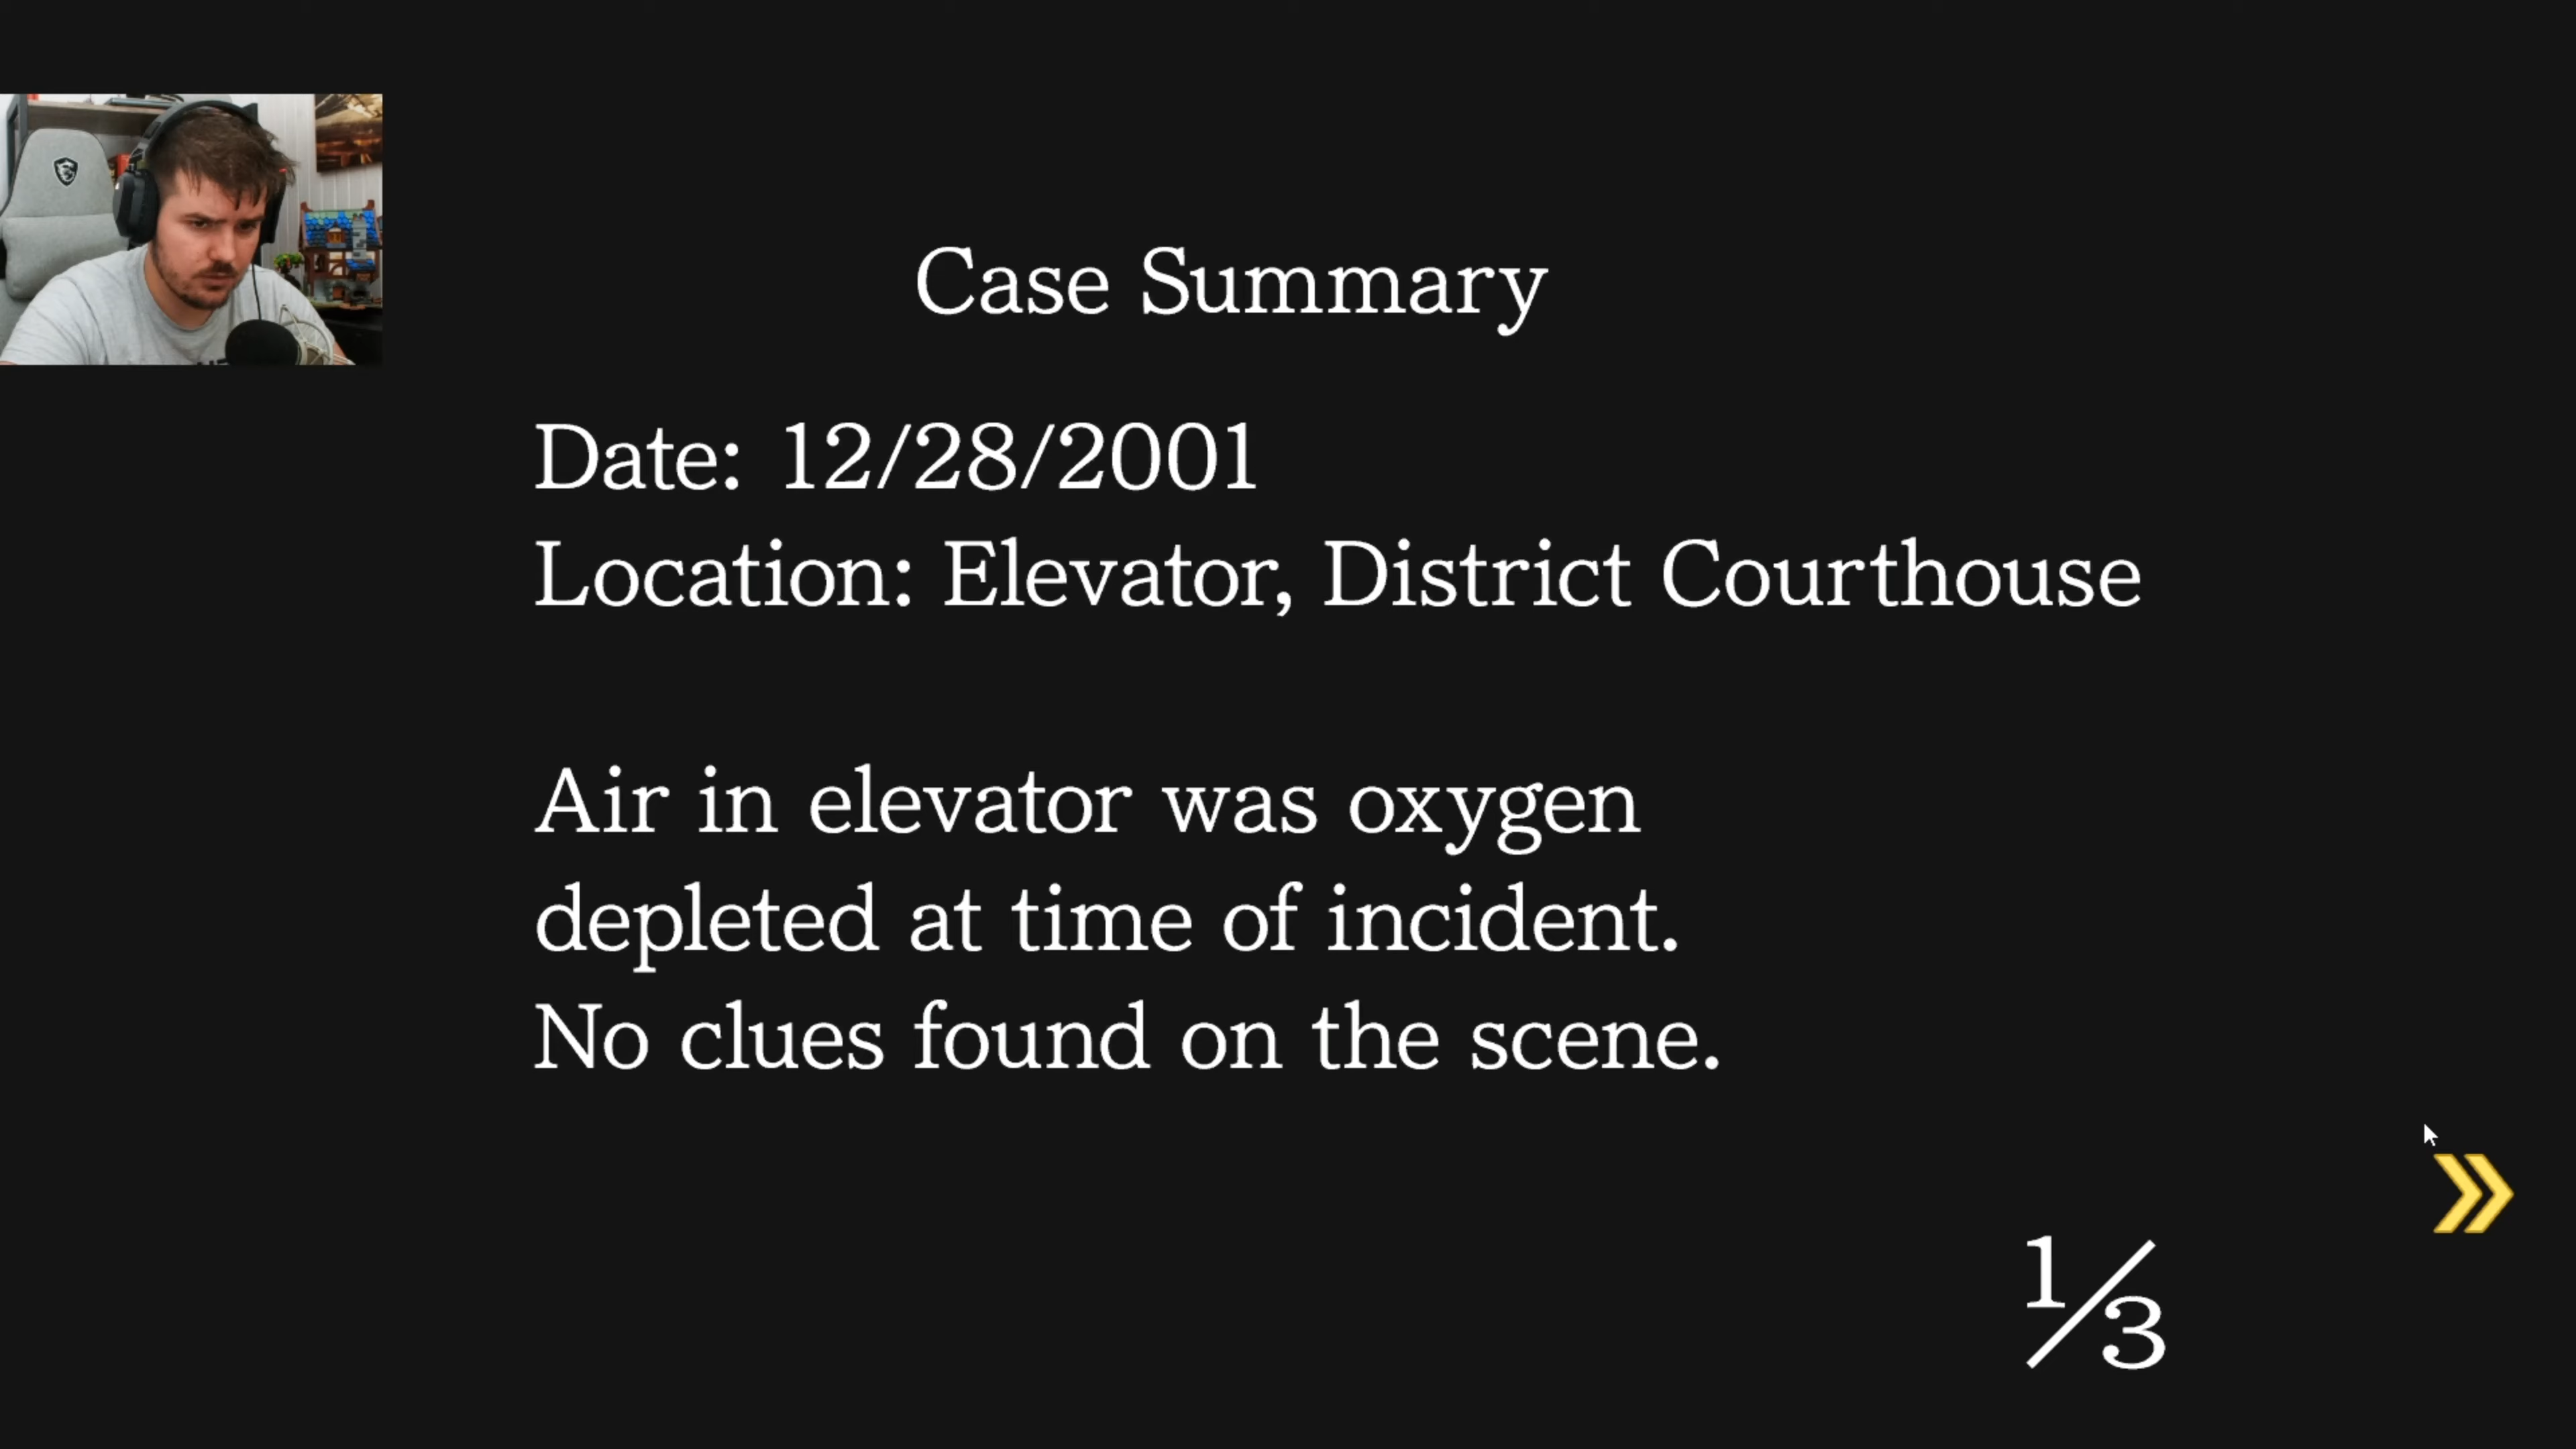 Case Summary
Date: 12/28/2001
Location: Elevator, District Courthouse
Air in elevator was oxygen
depleted at time of incident.
No clues found on the scene.
1/3